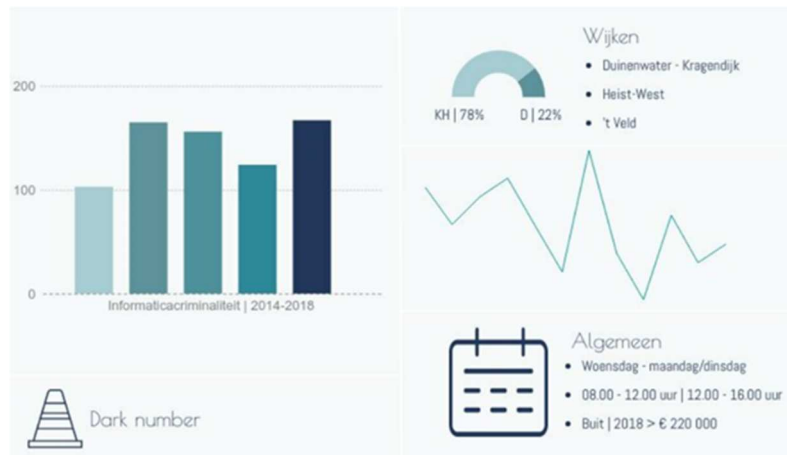 200
100
0
Informaticacriminaliteit | 2014-2018
Dark number
Wijken
KH | 78%
D | 22%
• Duinenwater - Kragendijk
• Heist-West
• 't Veld
Algemeen
• Woensdag - maandag/dinsdag
• 08.00 - 12.00 uur | 12.00 - 16.00 uur
• Buit | 2018 > € 220 000